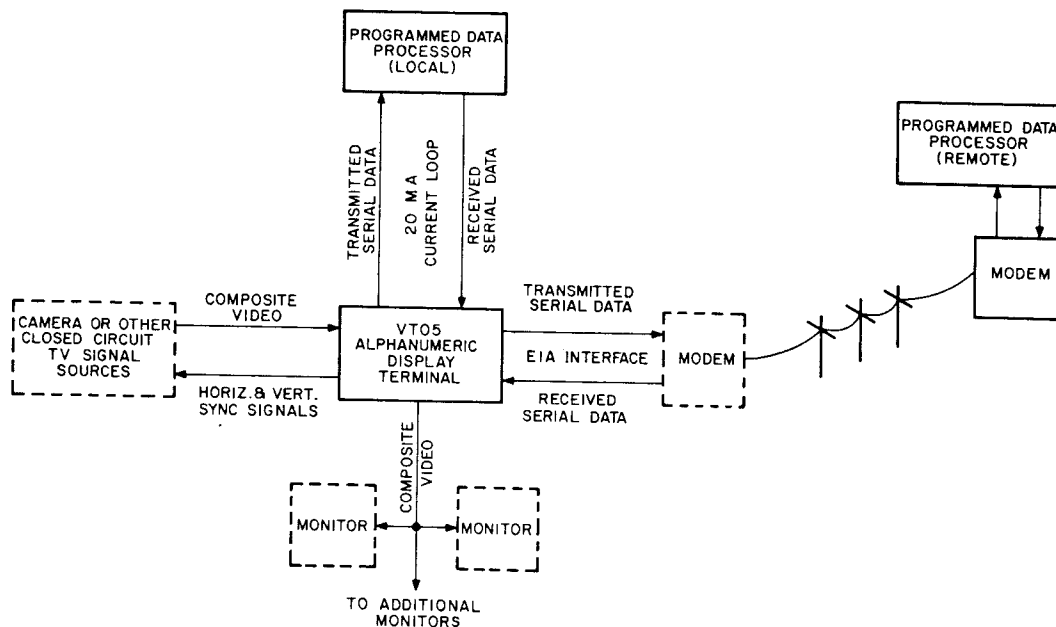 PROGRAMMED DATA
PROCESSOR
(LOCAL)
PROGRAMMED DATA
PROCESSOR
(REMOTE)
TRANSMITTED
SERIAL DATA
20 MA
CURRENT LOOP
RECEIVED
SERIAL DATA
MODEM
CAMERA OR OTHER
CLOSED CIRCUIT
TV SIGNAL
SOURCES
COMPOSITE
VIDEO
HORIZ.& VERT.
SYNC SIGNALS
VT05
ALPHANUMERIC
DISPLAY
TERMINAL
TRANSMITTED
SERIAL DATA
EIA INTERFACE
RECEIVED
SERIAL DATA
MODEM
COMPOSITE
VIDEO
MONITOR
MONITOR
TO ADDITIONAL
MONITORS